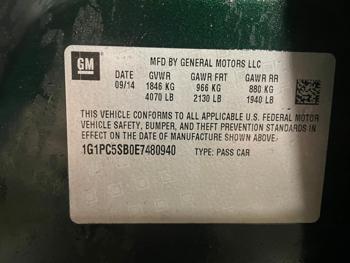 GM
MFD BY GENERAL MOTORS LLC
DATE GVWR GAWR FRT GAWR RR
09/14 1846 KG 966 KG 880 KG
4070 LB 2130 LB 1940 LB
THIS VEHICLE CONFORMS TO ALL APPLICABLE U.S. FEDERAL MOTOR
VEHICLE SAFETY, BUMPER, AND THEFT PREVENTION STANDARDS IN
EFFECT ON THE DATE OF MANUFACTURE SHOWN ABOVE.
1G1PC5SB0E7480940 TYPE: PASS CAR